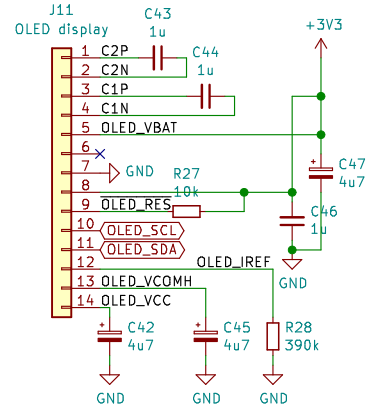 J11
OLED display
C43
1u
C44
1u
+3V3
1 C2P
2 C2N
3 C1P
4 C1N
5 OLED_VBAT
6
7 GND
C47
4u7
R27
10k
8
9 OLED_RES
10 OLED_SCL
11 OLED_SDA
C46
1u
GND
12 OLED_IREF
13 OLED_VCOMH
14 OLED_VCC
C42
4u7
C45
4u7
R28
390k
GND
GND
GND